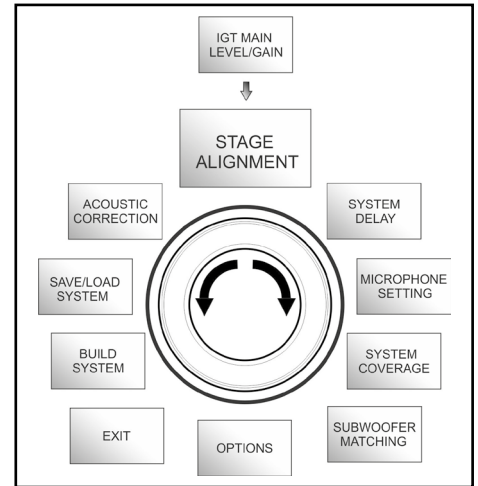 IGT MAIN
LEVEL/GAIN
STAGE
ALIGNMENT
ACOUSTIC
CORRECTION
SYSTEM
DELAY
SAVE/LOAD
SYSTEM
MICROPHONE
SETTING
BUILD
SYSTEM
SYSTEM
COVERAGE
EXIT
OPTIONS
SUBWOOFER
MATCHING